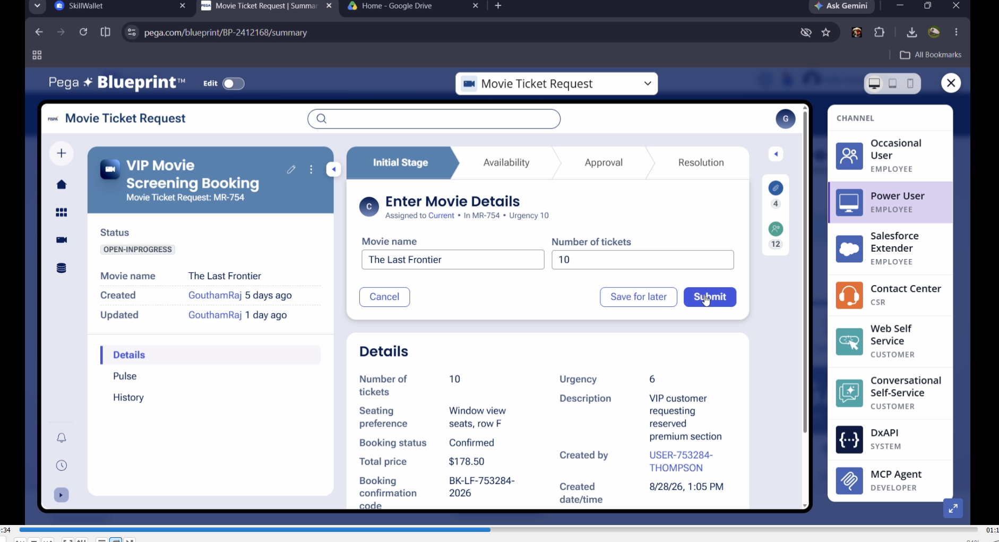 SkillWallet
PEGA
Movie Ticket Request | Summar
Home - Google Drive
Ask Gemini
pega.com/blueprint/BP-2412168/summary
All Bookmarks
Pega Blueprint™
Edit
Movie Ticket Request
Movie Ticket Request
G
VIP Movie
Screening Booking
Movie Ticket Request: MR-754
Status
OPEN-INPROGRESS
Movie name The Last Frontier
Created GouthamRaj 5 days ago
Updated GouthamRaj 1 day ago
Details
Pulse
History
Initial Stage
Availability
Approval
Resolution
C
Enter Movie Details
Assigned to Current • In MR-754 • Urgency 10
Movie name
The Last Frontier
Number of tickets
10
Cancel
Save for later
Submit
4
12
Details
Number of
tickets
10
Seating
preference
Window view
seats, row F
Booking status Confirmed
Total price $178.50
Booking
confirmation
code
BK-LF-753284-
2026
Urgency 6
Description
VIP customer
requesting
reserved
premium section
Created by
USER-753284-
THOMPSON
Created
date/time
8/28/26, 1:05 PM
CHANNEL
Occasional
User
EMPLOYEE
Power User
EMPLOYEE
Salesforce
Extender
EMPLOYEE
Contact Center
CSR
Web Self
Service
CUSTOMER
Conversational
Self-Service
CUSTOMER
DxAPI
SYSTEM
MCP Agent
DEVELOPER
:34
01:1